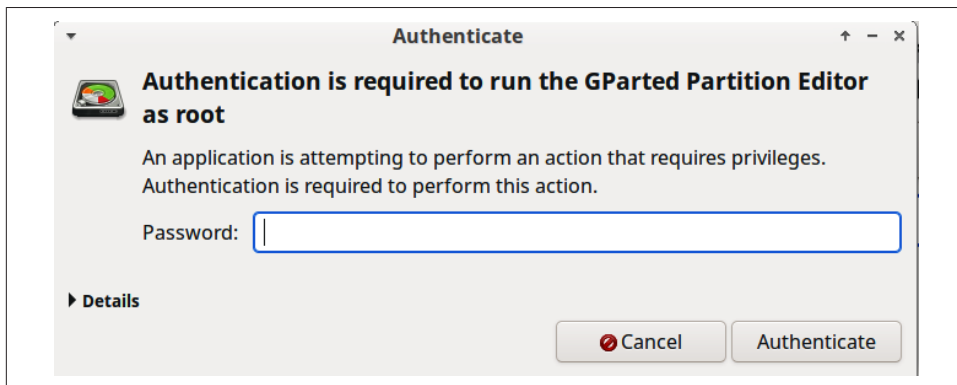 Authenticate
Authentication is required to run the GParted Partition Editor
as root
An application is attempting to perform an action that requires privileges.
Authentication is required to perform this action.
Password:
Details
Cancel Authenticate